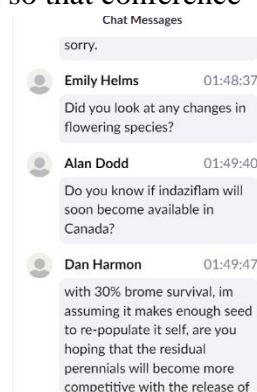 so that conference
Chat Messages
sorry.
Emily Helms 01:48:37
Did you look at any changes in
flowering species?
Alan Dodd 01:49:40
Do you know if indaziflam will
soon become available in
Canada?
Dan Harmon 01:49:47
with 30% brome survival, im
assuming it makes enough seed
to re-populate it self, are you
hoping that the residual
perennials will become more
competitive with the release of